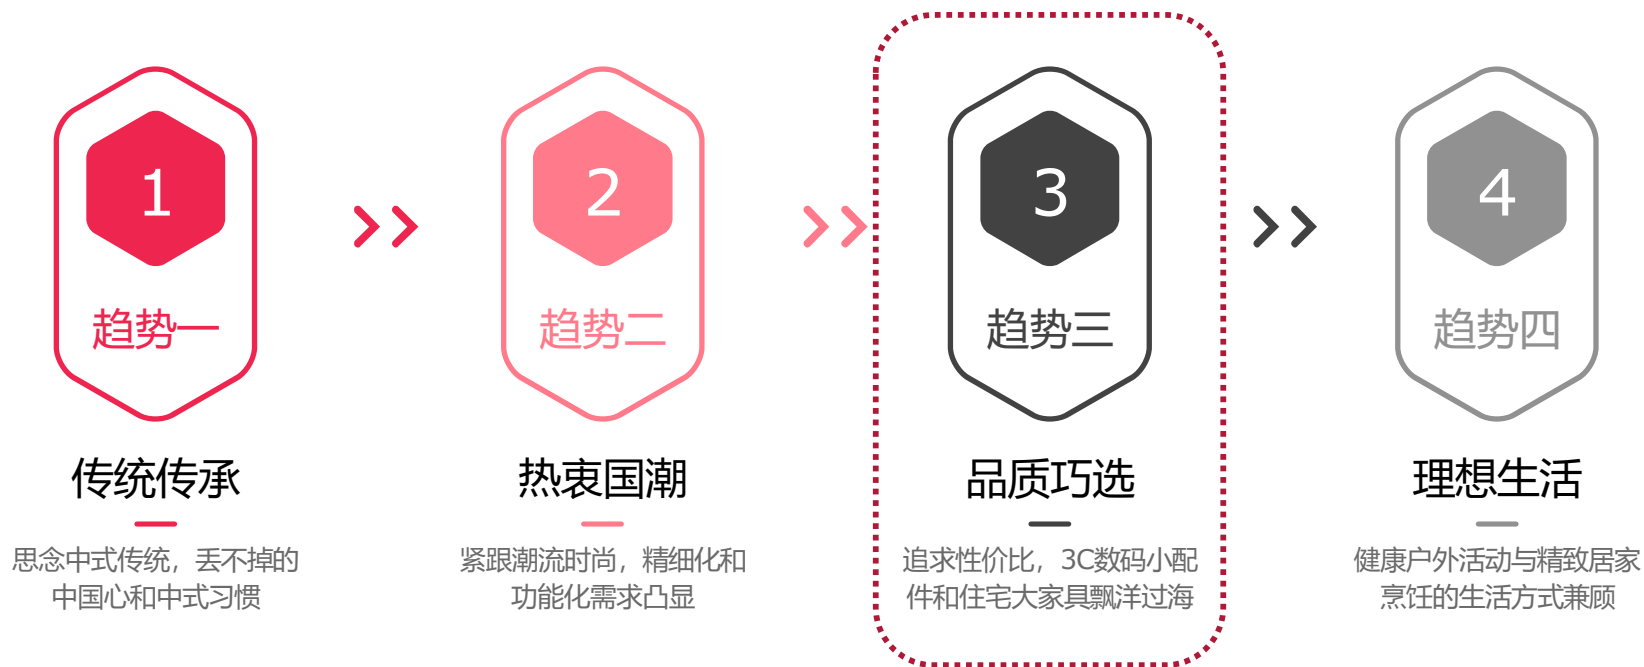 1
趋势一
传统传承
思念中式传统，丢不掉的
中国心和中式习惯
2
趋势二
热衷国潮
紧跟潮流时尚，精细化和
功能化需求凸显
3
趋势三
品质巧选
追求性价比，3C数码小配
件和住宅大家具飘洋过海
4
趋势四
理想生活
健康户外活动与精致居家
烹饪的生活方式兼顾